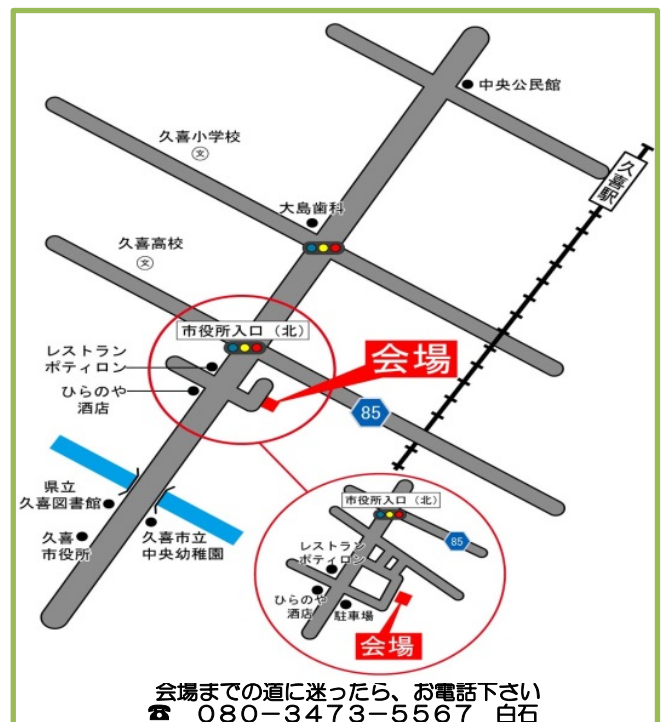 中央公民館
久喜小学校
文
久喜駅
大島歯科
久喜高校
文
市役所入口（北）
レストラン
ポティロン
会場
ひらのや
酒店
85
県立
久喜図書館
久喜
市役所
久喜市立
中央幼稚園
市役所入口（北）
85
レストラン
ポティロン
ひらのや
酒店
駐車場
会場
会場までの道に迷ったら、お電話下さい
☎　０８０－３４７３－５５６７　白石